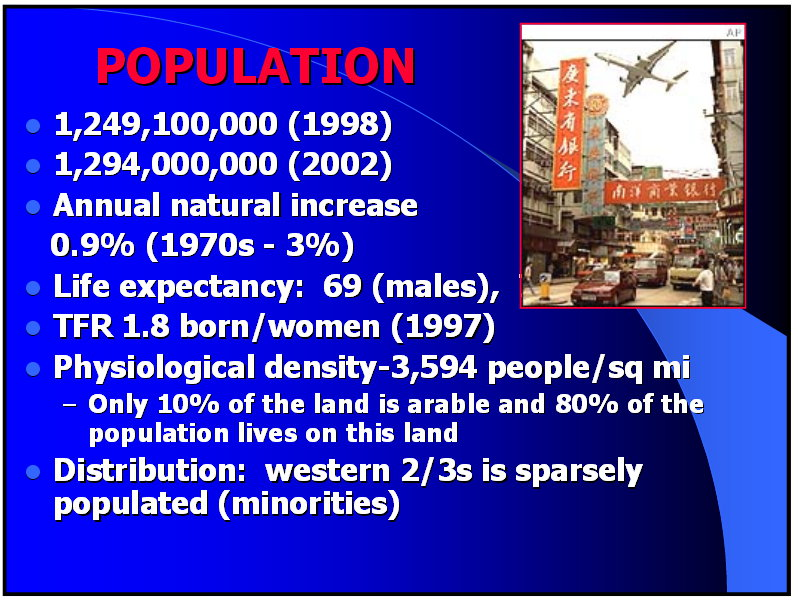 POPULATION
AP
1,249,100,000 (1998)
1,294,000,000 (2002)
Annual natural increase
0.9% (1970s - 3%)
Life expectancy:  69 (males),
TFR 1.8 born/women (1997)
Physiological density-3,594 people/sq mi
– Only 10% of the land is arable and 80% of the
population lives on this land
Distribution:  western 2/3s is sparsely
populated (minorities)
廣東省銀行
南洋商業銀行